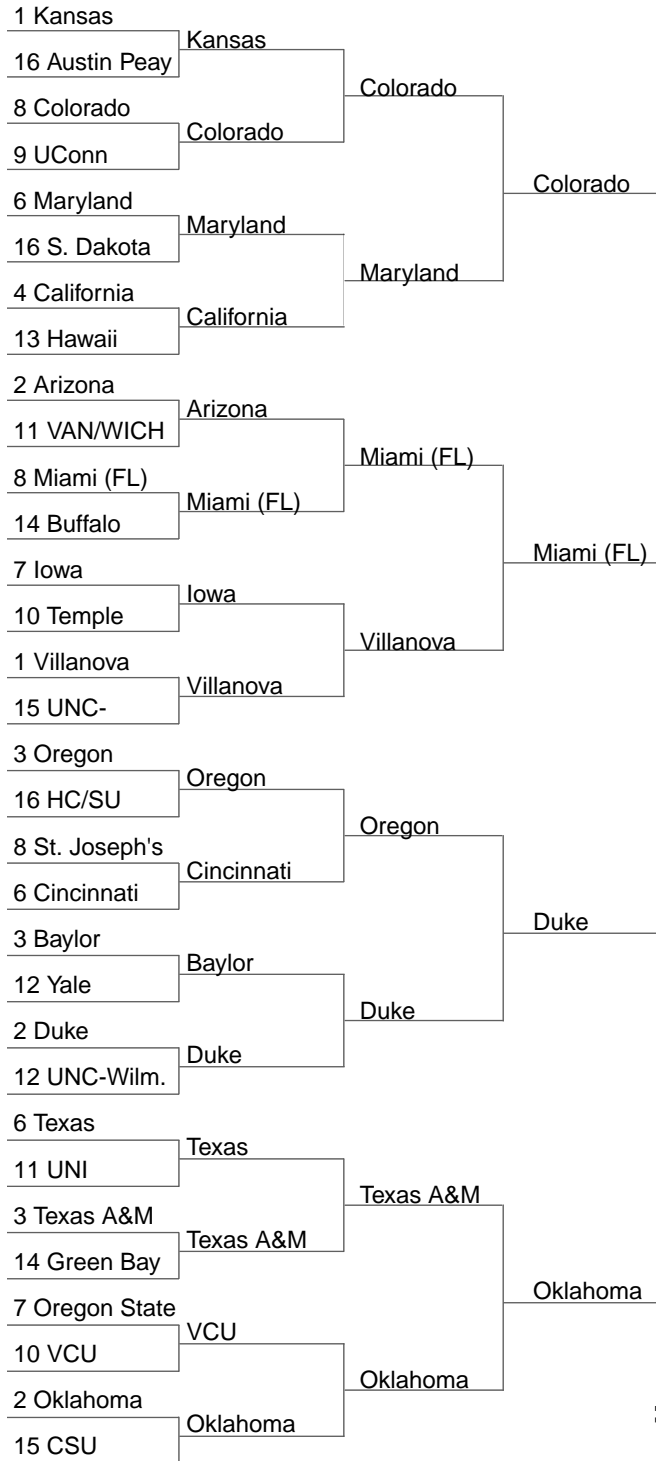 1 Kansas
16 Austin Peay
8 Colorado
9 UConn
6 Maryland
16 S. Dakota
4 California
13 Hawaii
2 Arizona
11 VAN/WICH
8 Miami (FL)
14 Buffalo
7 Iowa
10 Temple
1 Villanova
15 UNC-
3 Oregon
16 HC/SU
8 St. Joseph's
6 Cincinnati
3 Baylor
12 Yale
2 Duke
12 UNC-Wilm.
6 Texas
11 UNI
3 Texas A&M
14 Green Bay
7 Oregon State
10 VCU
2 Oklahoma
15 CSU
Kansas
Colorado
Maryland
California
Arizona
Miami (FL)
Iowa
Villanova
Oregon
Cincinnati
Baylor
Duke
Texas
Texas A&M
VCU
Oklahoma
Colorado
Maryland
Miami (FL)
Villanova
Oregon
Duke
Texas A&M
Oklahoma
Colorado
Miami (FL)
Duke
Oklahoma